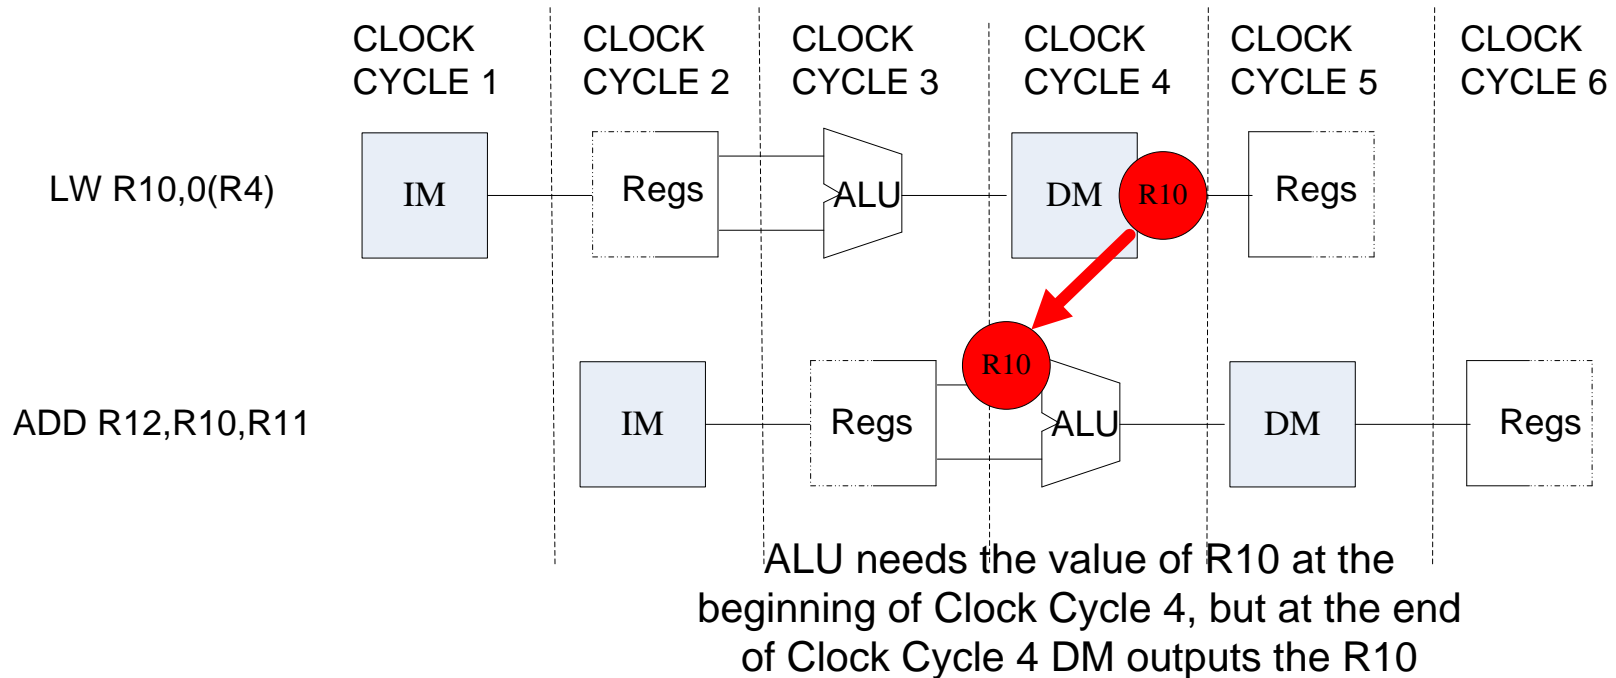 CLOCK CYCLE 1
CLOCK CYCLE 2
CLOCK CYCLE 3
CLOCK CYCLE 4
CLOCK CYCLE 5
CLOCK CYCLE 6
LW R10,0(R4)
IM
Regs
ALU
DM
R10
Regs
R10
ADD R12,R10,R11
IM
Regs
ALU
DM
Regs
ALU needs the value of R10 at the
beginning of Clock Cycle 4, but at the end
of Clock Cycle 4 DM outputs the R10